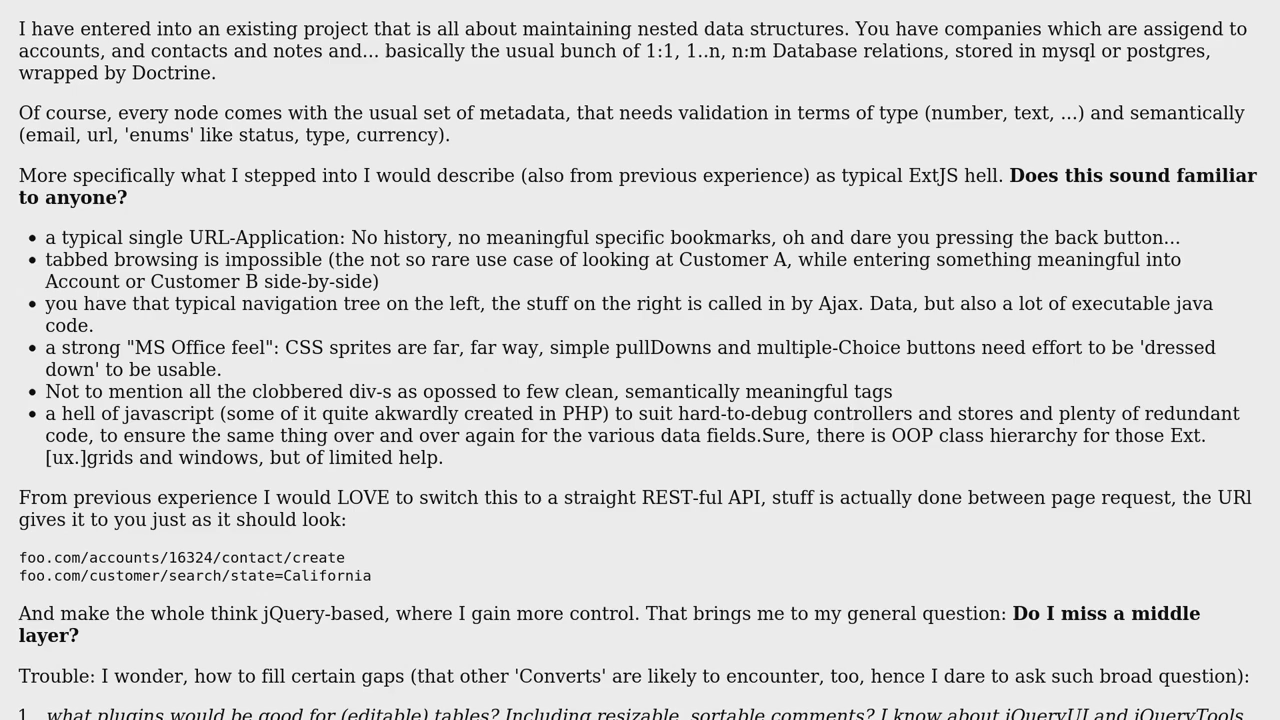 I have entered into an existing project that is all about maintaining nested data structures. You have companies which are assigend to
accounts, and contacts and notes and... basically the usual bunch of 1:1, 1..n, n:m Database relations, stored in mysql or postgres,
wrapped by Doctrine.
Of course, every node comes with the usual set of metadata, that needs validation in terms of type (number, text, ...) and semantically
(email, url, 'enums' like status, type, currency).
More specifically what I stepped into I would describe (also from previous experience) as typical ExtJS hell. Does this sound familiar
to anyone?
• a typical single URL-Application: No history, no meaningful specific bookmarks, oh and dare you pressing the back button...
• tabbed browsing is impossible (the not so rare use case of looking at Customer A, while entering something meaningful into
Account or Customer B side-by-side)
• you have that typical navigation tree on the left, the stuff on the right is called in by Ajax. Data, but also a lot of executable java
code.
• a strong "MS Office feel": CSS sprites are far, far way, simple pullDowns and multiple-Choice buttons need effort to be 'dressed
down' to be usable.
• Not to mention all the clobbered div-s as opossed to few clean, semantically meaningful tags
• a hell of javascript (some of it quite akwardly created in PHP) to suit hard-to-debug controllers and stores and plenty of redundant
code, to ensure the same thing over and over again for the various data fields.Sure, there is OOP class hierarchy for those Ext.
[ux.]grids and windows, but of limited help.
From previous experience I would LOVE to switch this to a straight REST-ful API, stuff is actually done between page request, the URl
gives it to you just as it should look:
foo.com/accounts/16324/contact/create
foo.com/customer/search/state=California
And make the whole think jQuery-based, where I gain more control. That brings me to my general question: Do I miss a middle
layer?
Trouble: I wonder, how to fill certain gaps (that other 'Converts' are likely to encounter, too, hence I dare to ask such broad question):
1. what plugins would be good for (editable) tables? Including resizable, sortable comments? I know about jQueryUI and jQueryTools